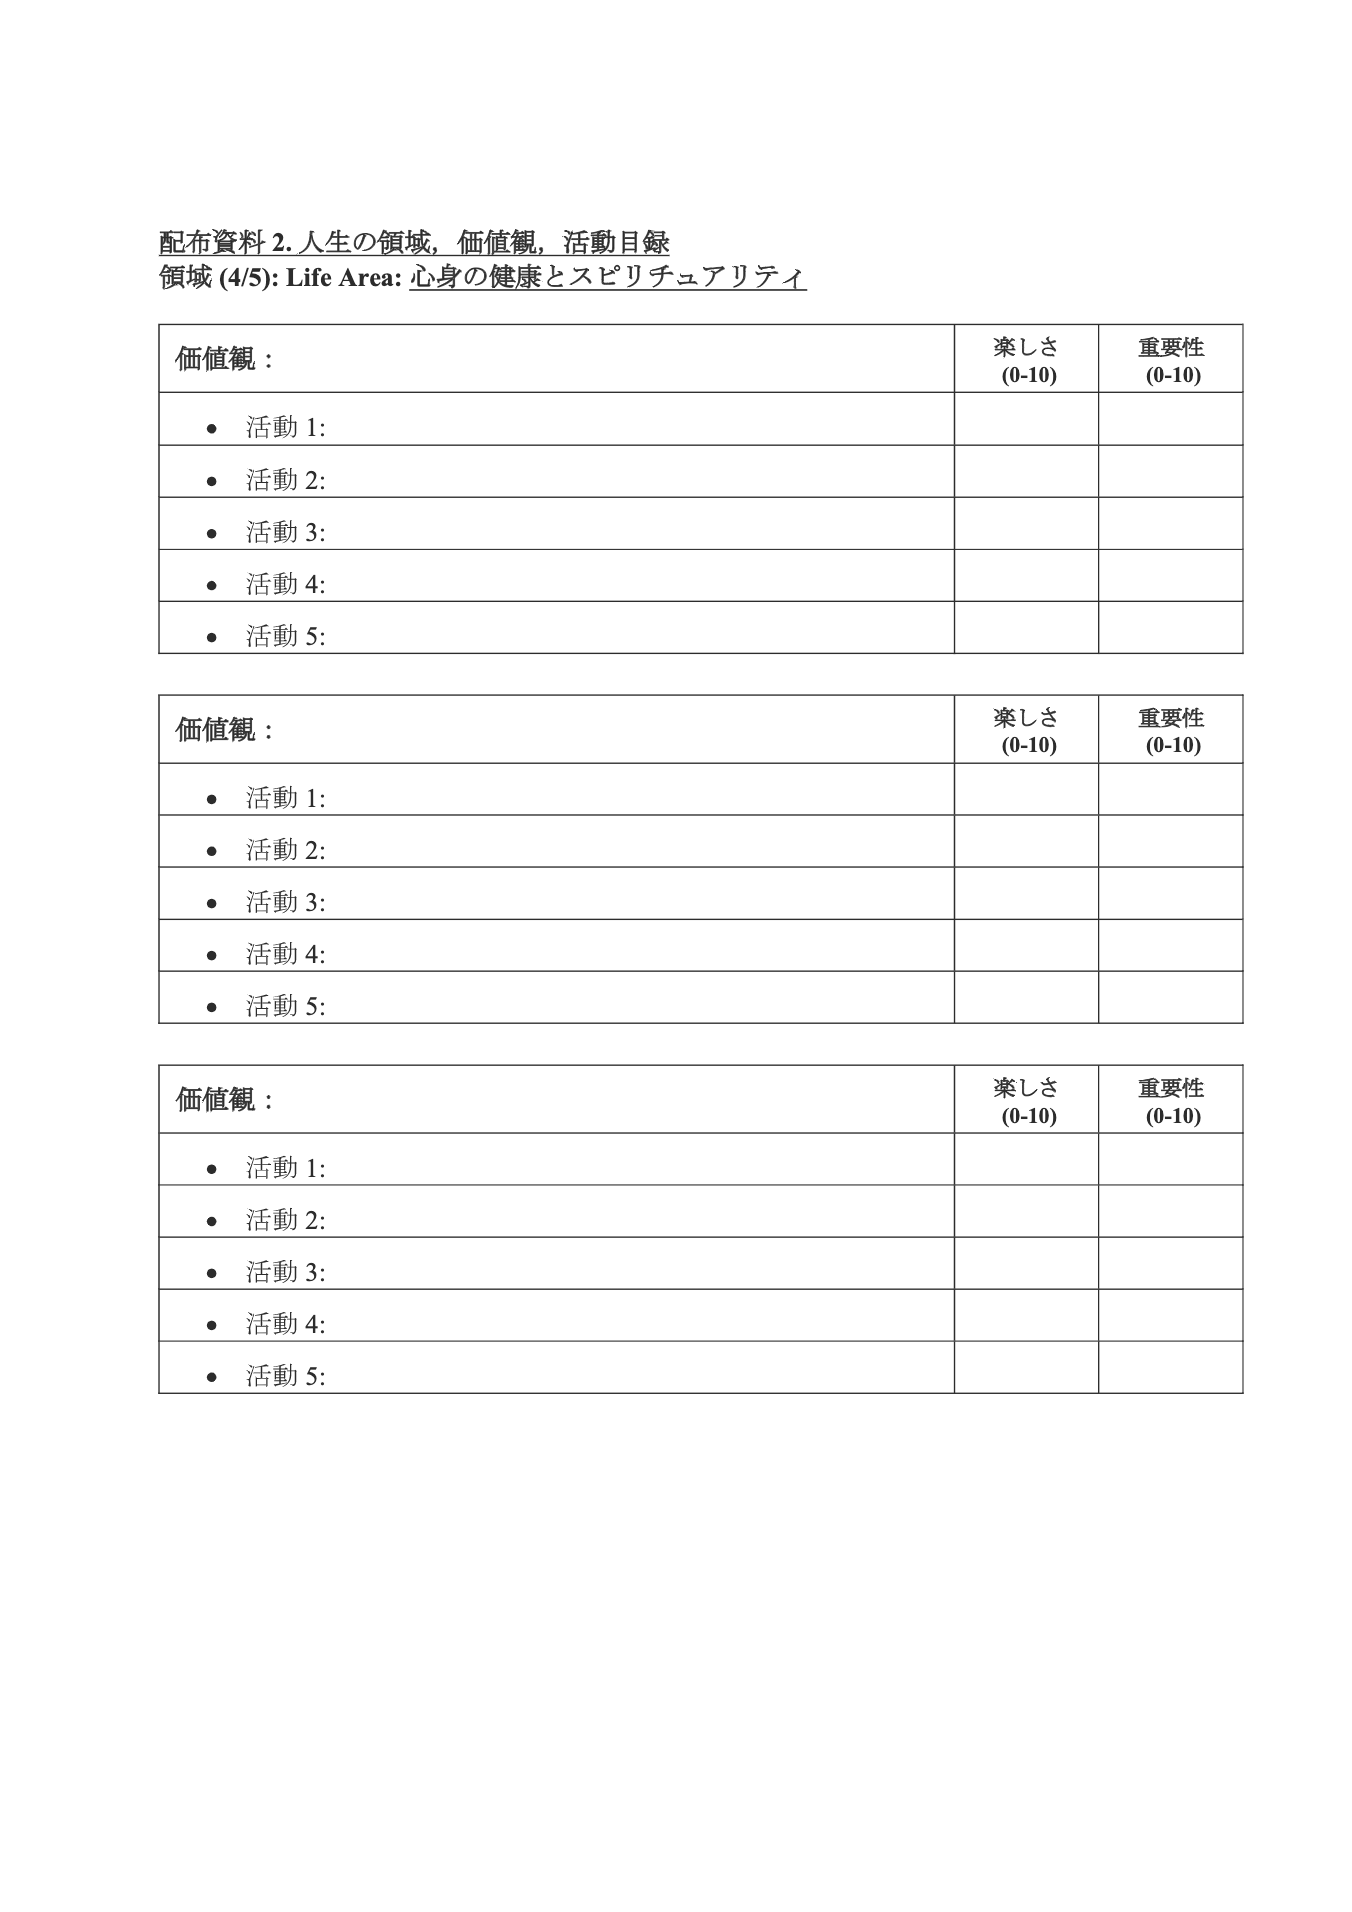 配布資料 2. 人生の領域，価値観，活動目録
領域 (4/5): Life Area: 心身の健康とスピリチュアリティ
価値観：
楽しさ
(0-10)
重要性
(0-10)
• 活動 1:
• 活動 2:
• 活動 3:
• 活動 4:
• 活動 5:
価値観：
楽しさ
(0-10)
重要性
(0-10)
• 活動 1:
• 活動 2:
• 活動 3:
• 活動 4:
• 活動 5:
価値観：
楽しさ
(0-10)
重要性
(0-10)
• 活動 1:
• 活動 2:
• 活動 3:
• 活動 4:
• 活動 5: